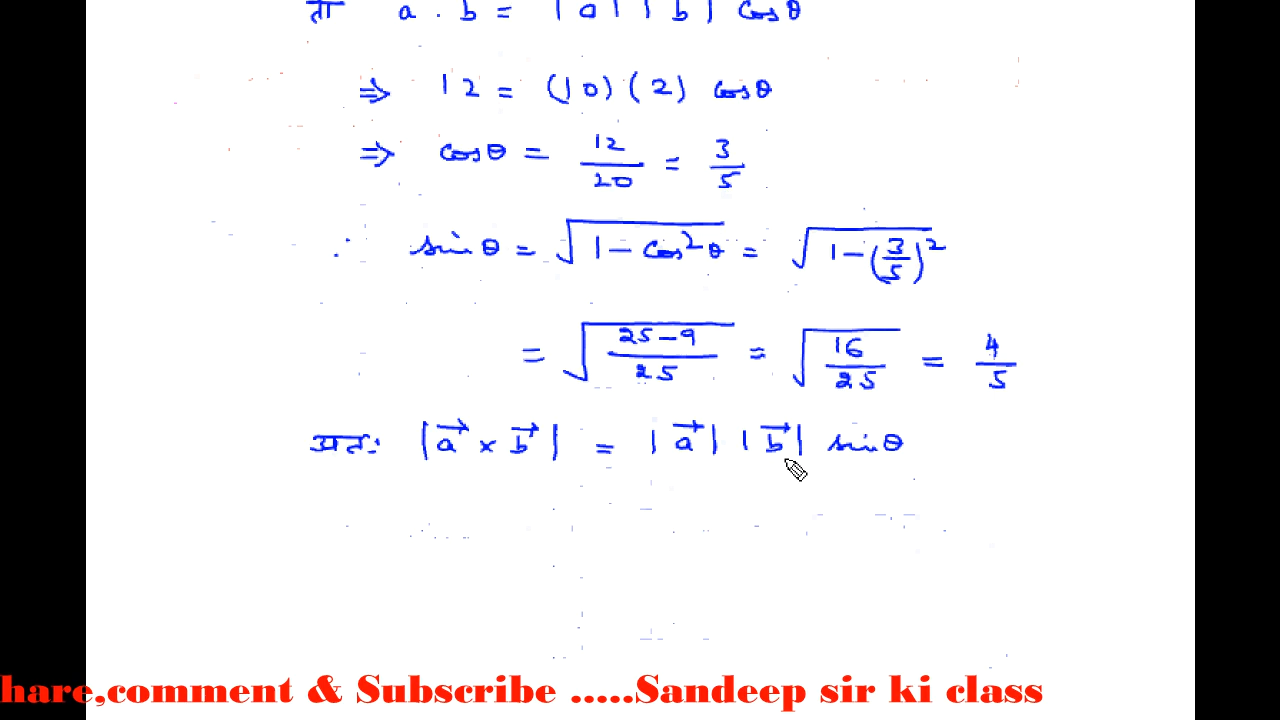 तो a . b = |a| |b| cosθ
⇒ 12 = (10)(2) cosθ
⇒ cosθ = 12/20 = 3/5
∴ sinθ = √(1 - cos²θ) = √(1 - (3/5)²)
= √((25-9)/25) = √(16/25) = 4/5
अतः |a⃗ × b⃗| = |a⃗| |b⃗| sinθ
hare,comment & Subscribe .....Sandeep sir ki class